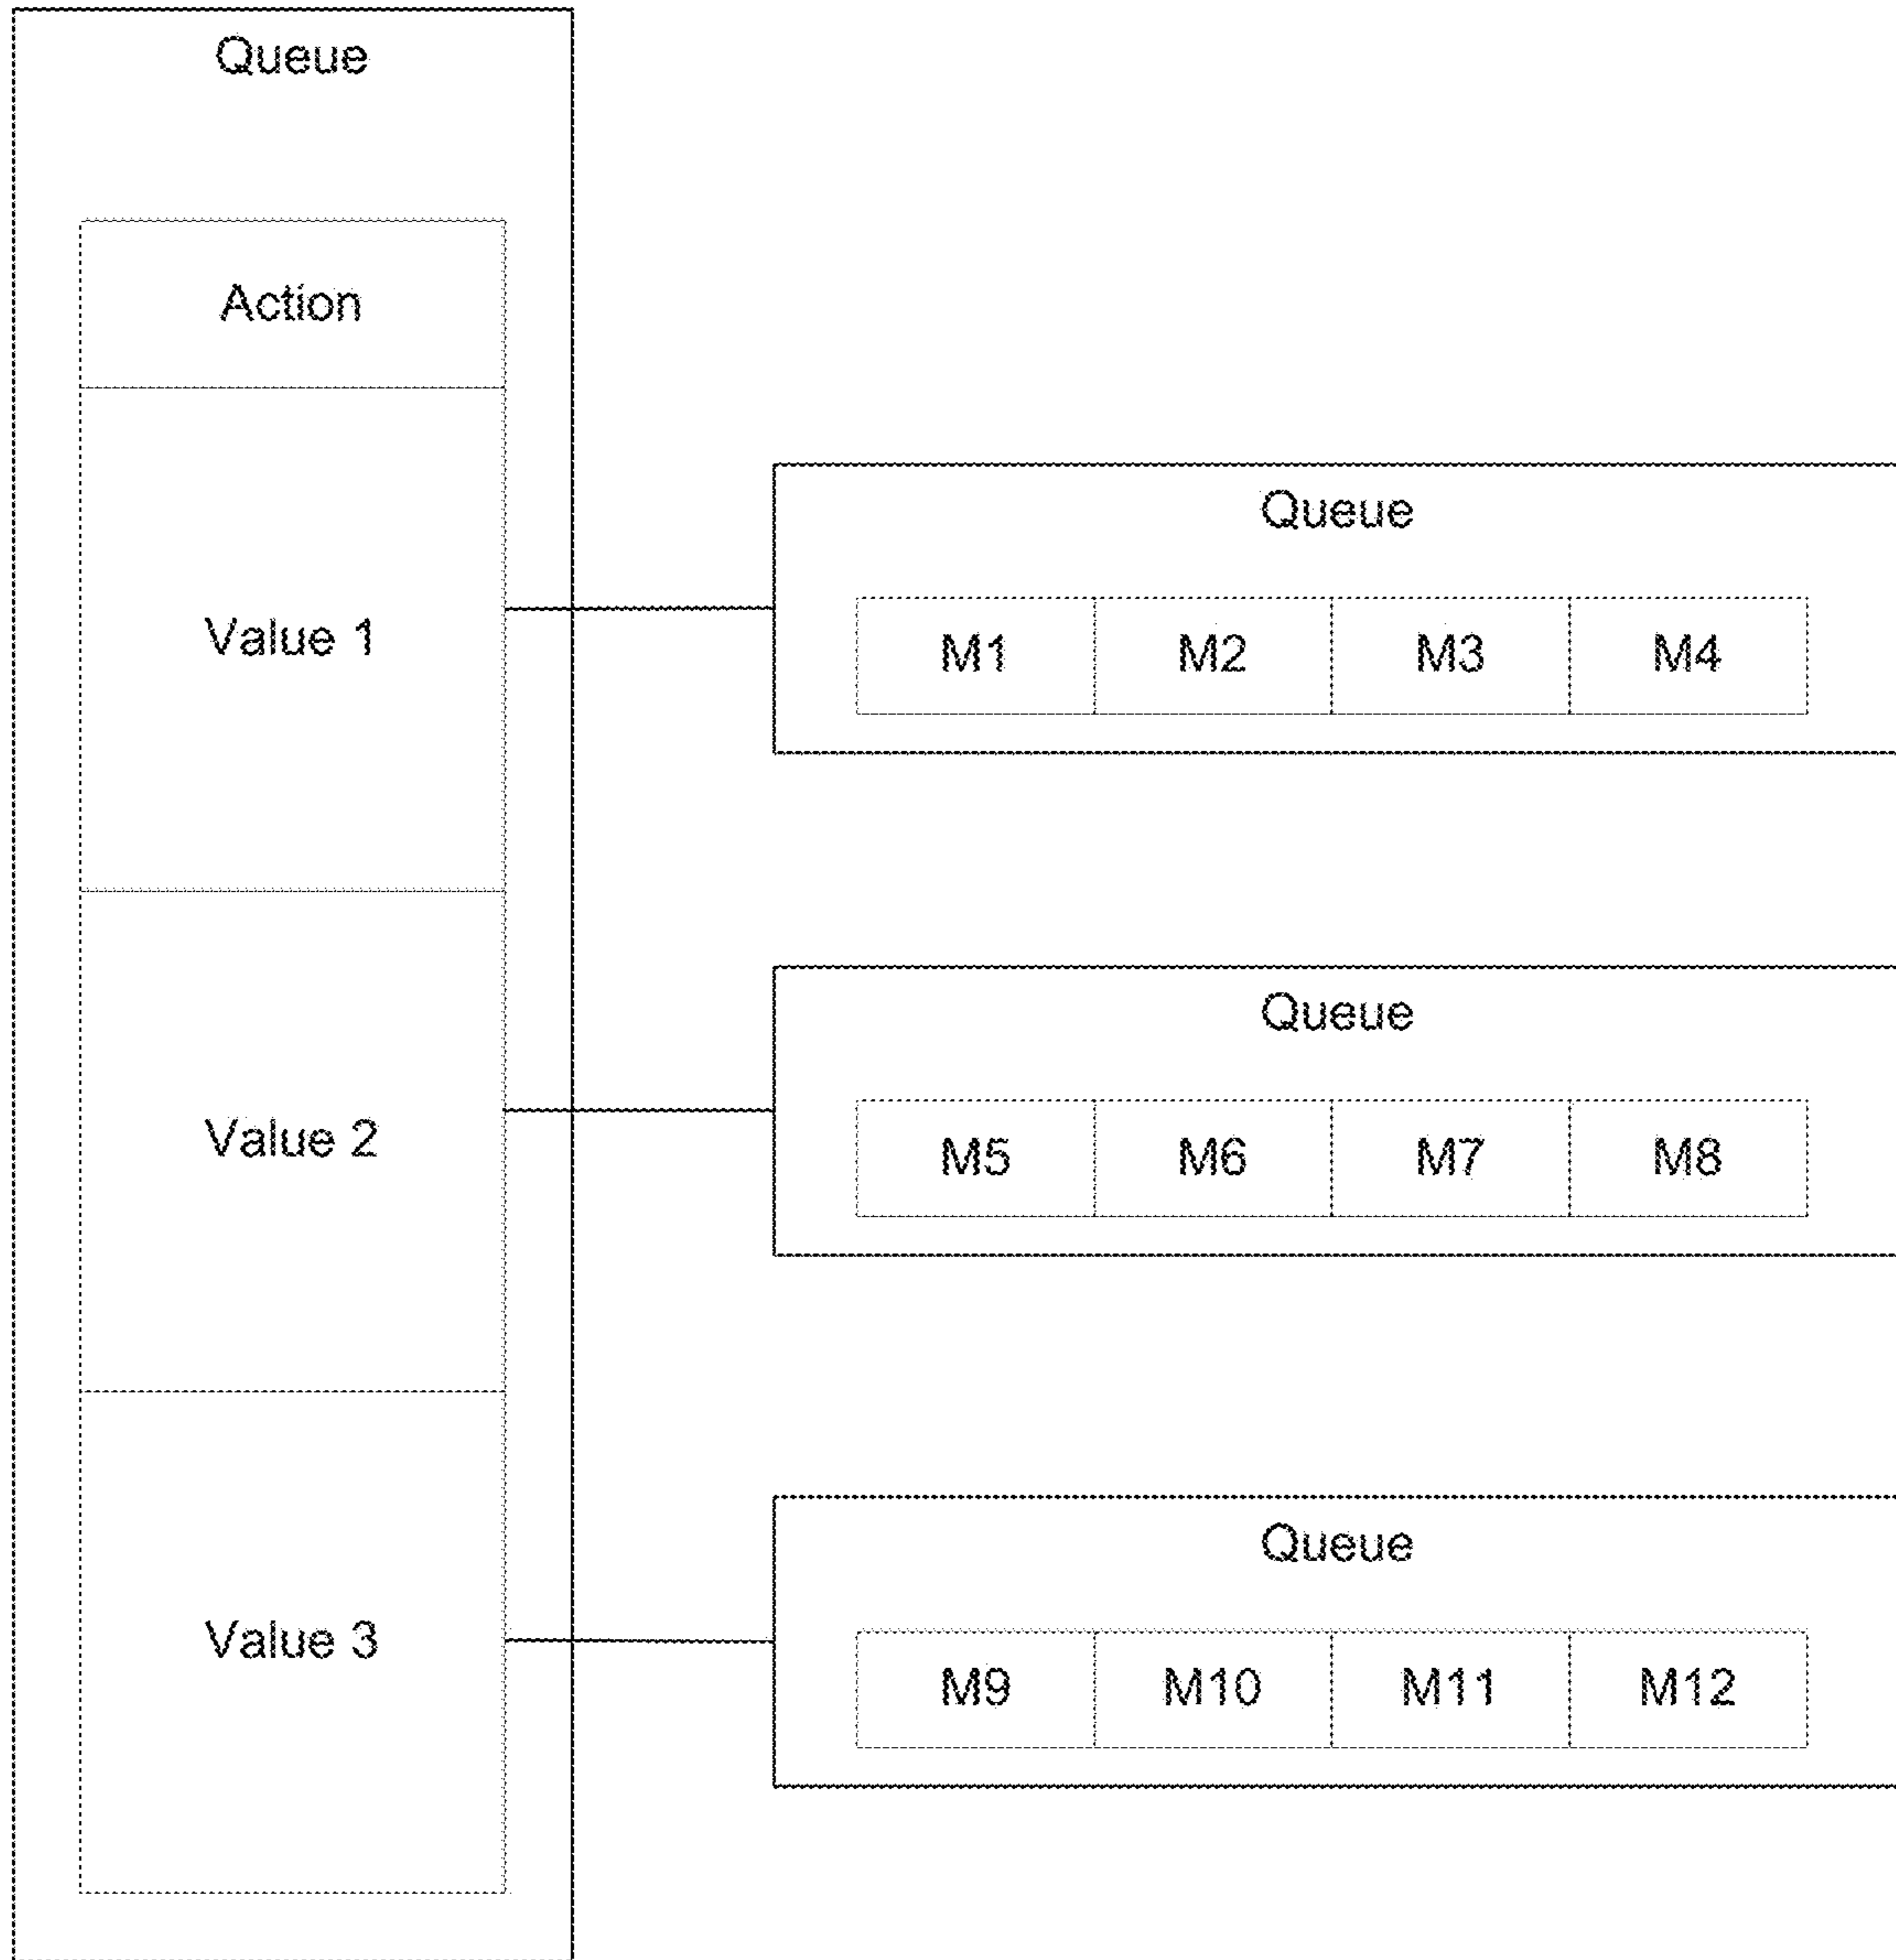 Queue
Action
Value 1
Queue
M1 M2 M3 M4
Value 2
Queue
M5 M6 M7 M8
Value 3
Queue
M9 M10 M11 M12